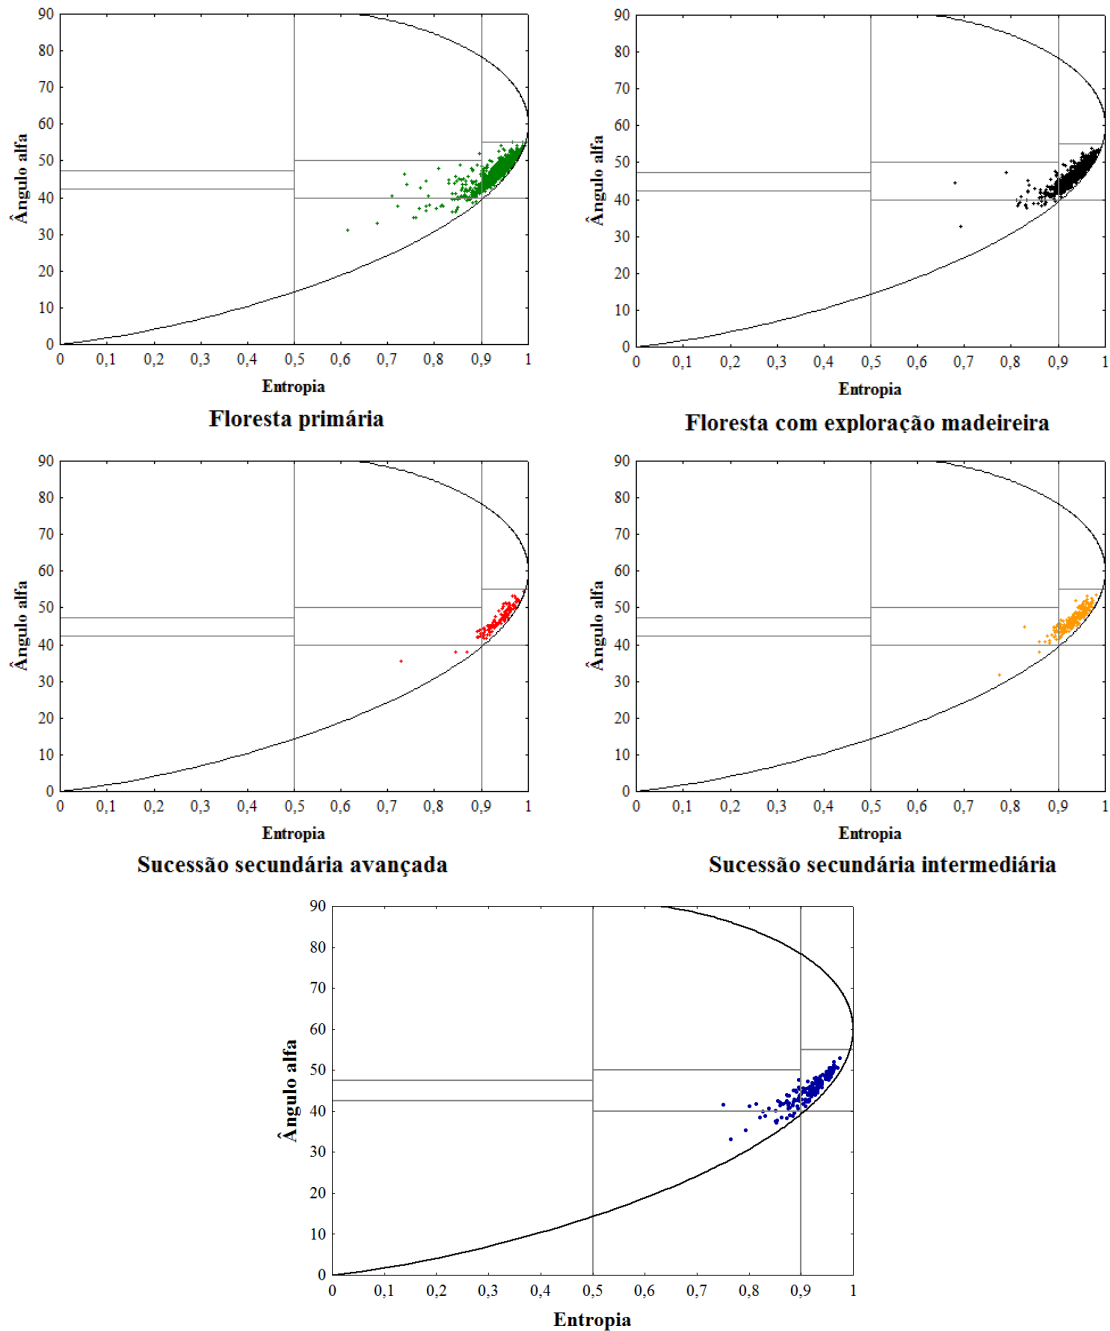 90
80
70
60
50
40
30
20
10
0
Ângulo alfa
0 0,1 0,2 0,3 0,4 0,5 0,6 0,7 0,8 0,9 1
Entropia
Floresta primária
90
80
70
60
50
40
30
20
10
0
Ângulo alfa
0 0,1 0,2 0,3 0,4 0,5 0,6 0,7 0,8 0,9 1
Entropia
Floresta com exploração madeireira
90
80
70
60
50
40
30
20
10
0
Ângulo alfa
0 0,1 0,2 0,3 0,4 0,5 0,6 0,7 0,8 0,9 1
Entropia
Sucessão secundária avançada
90
80
70
60
50
40
30
20
10
0
Ângulo alfa
0 0,1 0,2 0,3 0,4 0,5 0,6 0,7 0,8 0,9 1
Entropia
Sucessão secundária intermediária
90
80
70
60
50
40
30
20
10
0
Ângulo alfa
0 0,1 0,2 0,3 0,4 0,5 0,6 0,7 0,8 0,9 1
Entropia